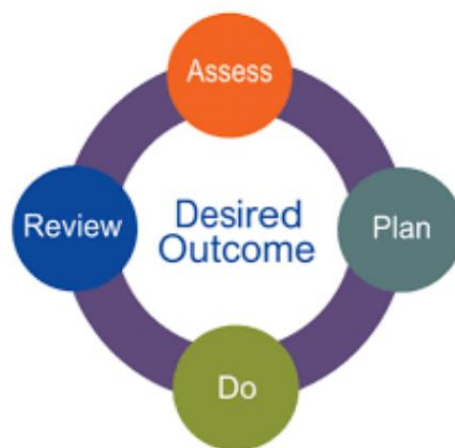 Assess
Review
Desired
Outcome
Plan
Do